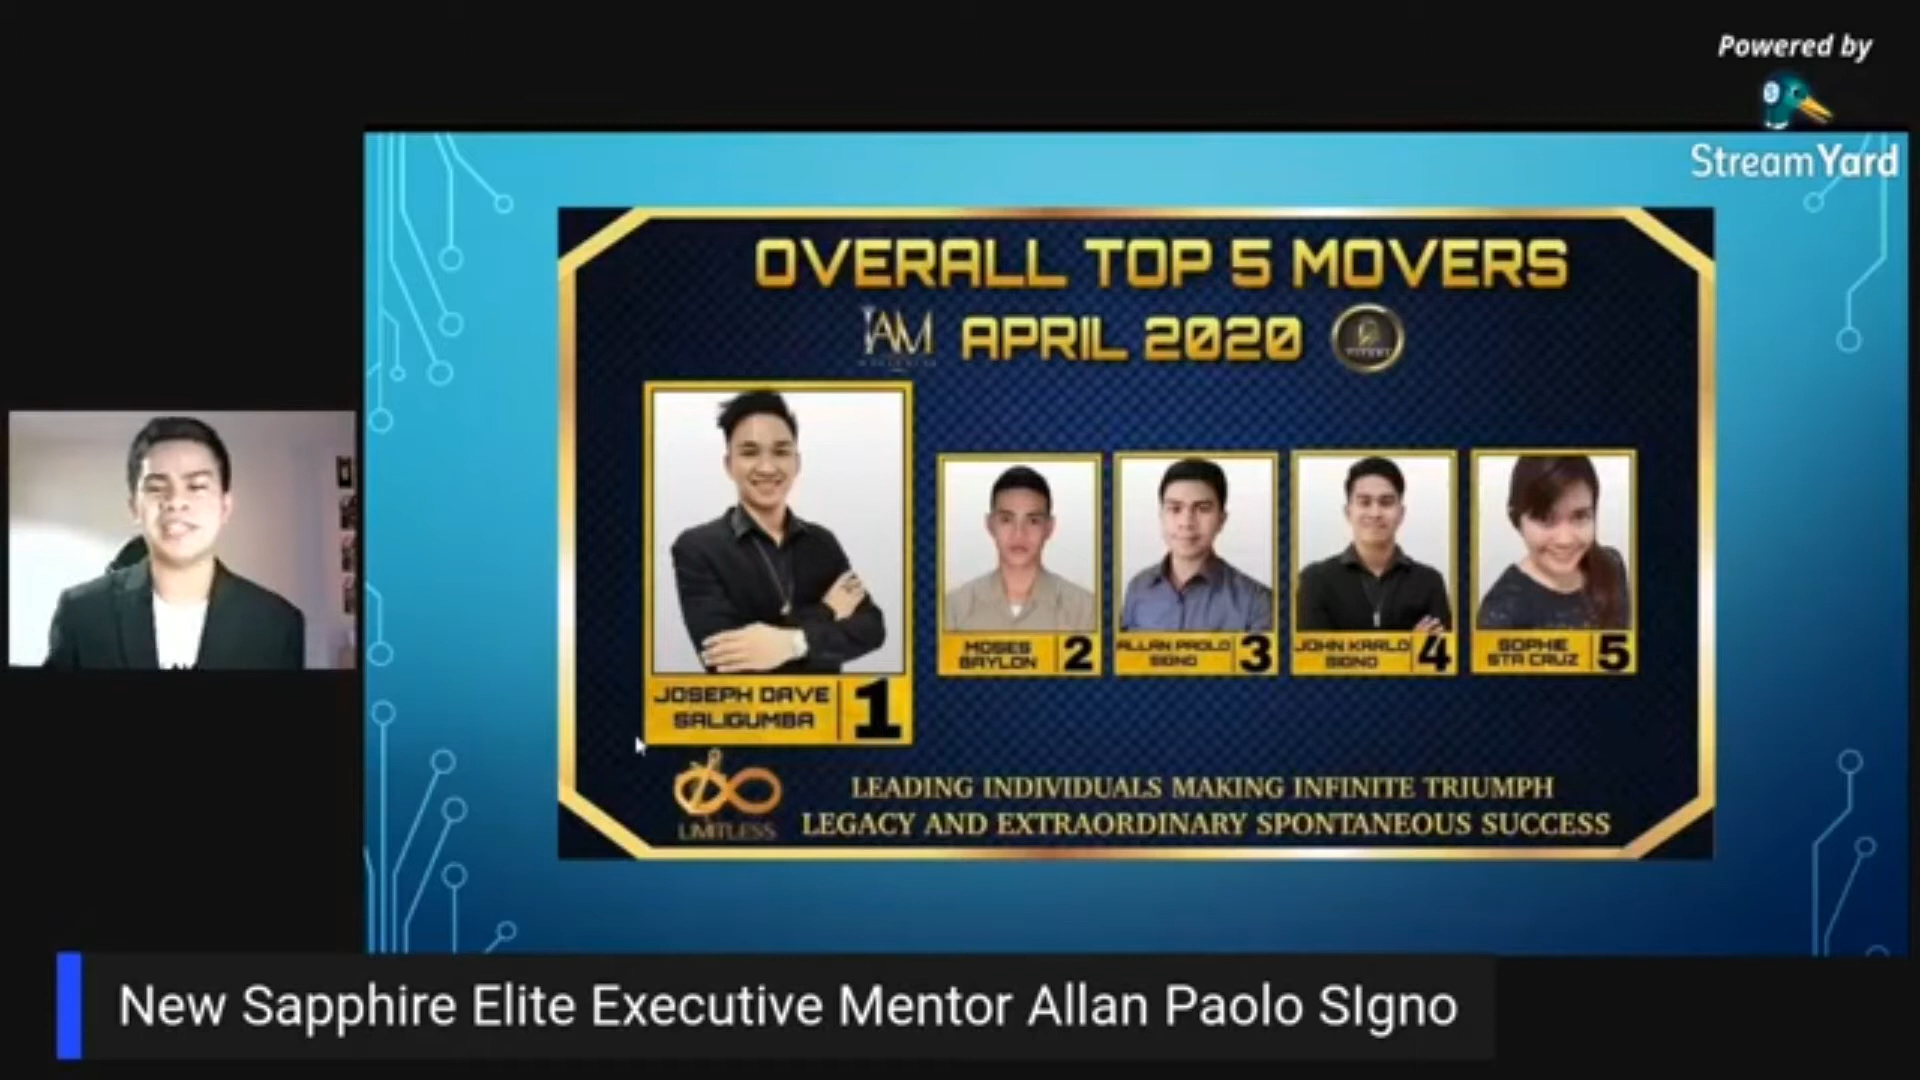 Powered by
StreamYard
OVERALL TOP 5 MOVERS
IAM
APRIL 2020
JOSEPH DAVE
SALIGUMBA
1
MOSES
BAYLON
2
ALLAN PAOLO
SIGNO
3
JOHN KARLO
SIGNO
4
SOPHIE
STA CRUZ
5
LIMITLESS
LEADING INDIVIDUALS MAKING INFINITE TRIUMPH
LEGACY AND EXTRAORDINARY SPONTANEOUS SUCCESS
New Sapphire Elite Executive Mentor Allan Paolo SIgno